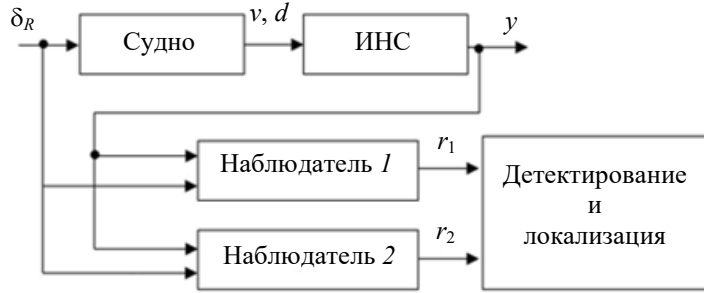 δR
Судно
v, d
ИНС
y
Наблюдатель 1
r1
Наблюдатель 2
r2
Детектирование
и
локализация